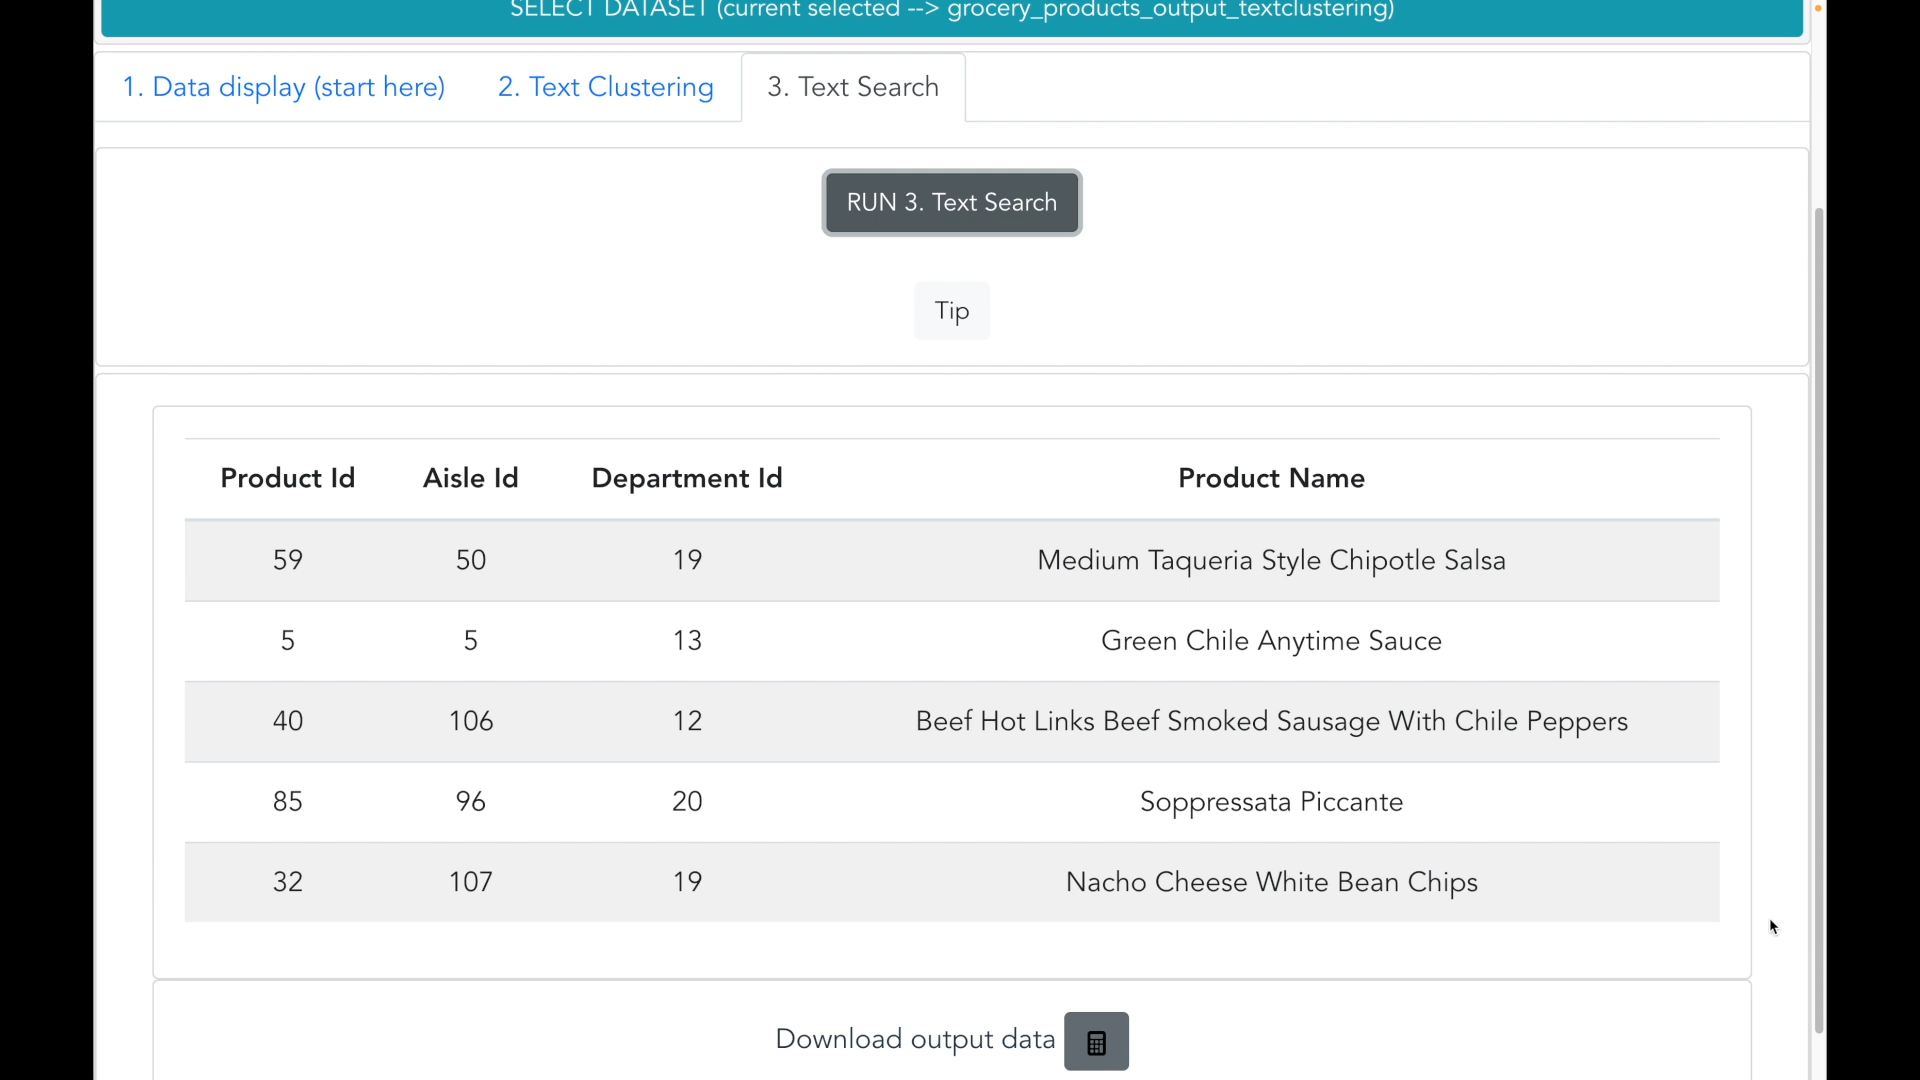 SELECT DATASET (current selected --> grocery_products_output_textclustering)
1. Data display (start here) 2. Text Clustering 3. Text Search
RUN 3. Text Search
Tip
Product Id Aisle Id Department Id Product Name
59 50 19 Medium Taqueria Style Chipotle Salsa
5 5 13 Green Chile Anytime Sauce
40 106 12 Beef Hot Links Beef Smoked Sausage With Chile Peppers
85 96 20 Soppressata Piccante
32 107 19 Nacho Cheese White Bean Chips
Download output data